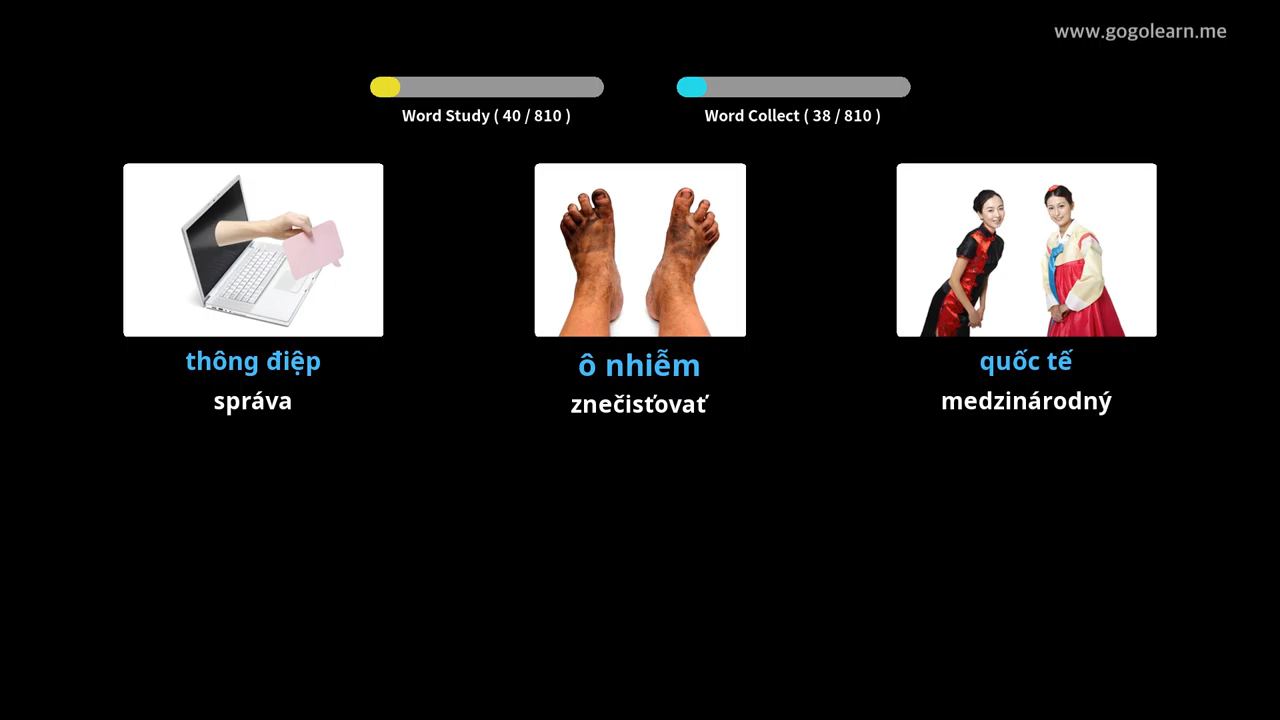 www.gogolearn.me
Word Study ( 40 / 810 )
Word Collect ( 38 / 810 )
thông điệp
správa
ô nhiễm
znečisťovať
quốc tế
medzinárodný